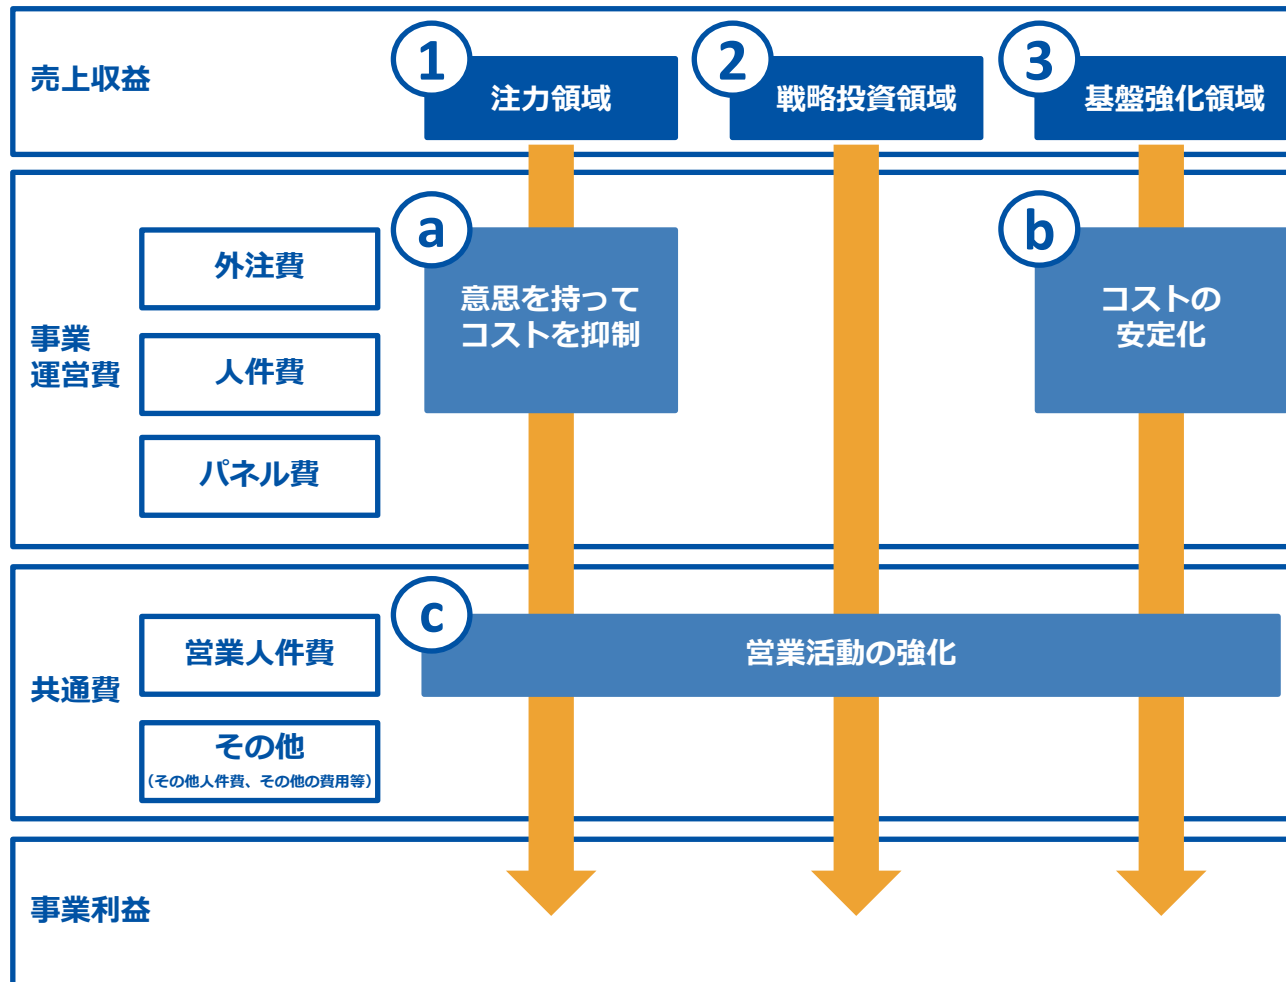 売上収益
1
注力領域
2
戦略投資領域
3
基盤強化領域
事業
運営費
外注費
人件費
パネル費
a
意思を持って
コストを抑制
b
コストの
安定化
共通費
営業人件費
その他
(その他人件費、その他の費用等)
c
営業活動の強化
事業利益